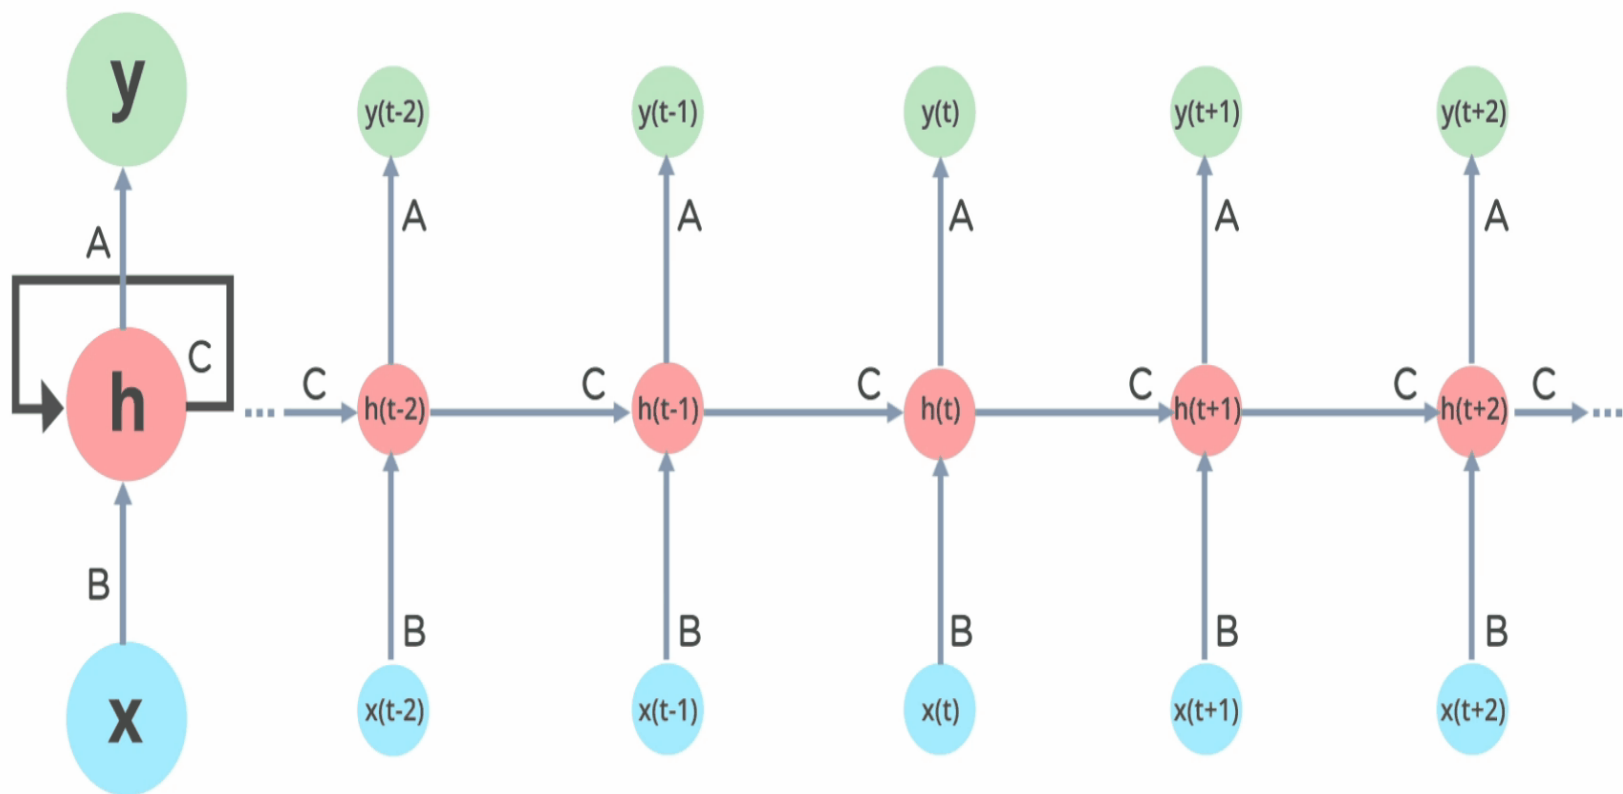 y
y(t-2)
y(t-1)
y(t)
y(t+1)
y(t+2)
A
A
A
A
A
A
h
C
C
h(t-2)
C
h(t-1)
C
h(t)
C
h(t+1)
C
h(t+2)
C
B
B
B
B
B
B
x
x(t-2)
x(t-1)
x(t)
x(t+1)
x(t+2)